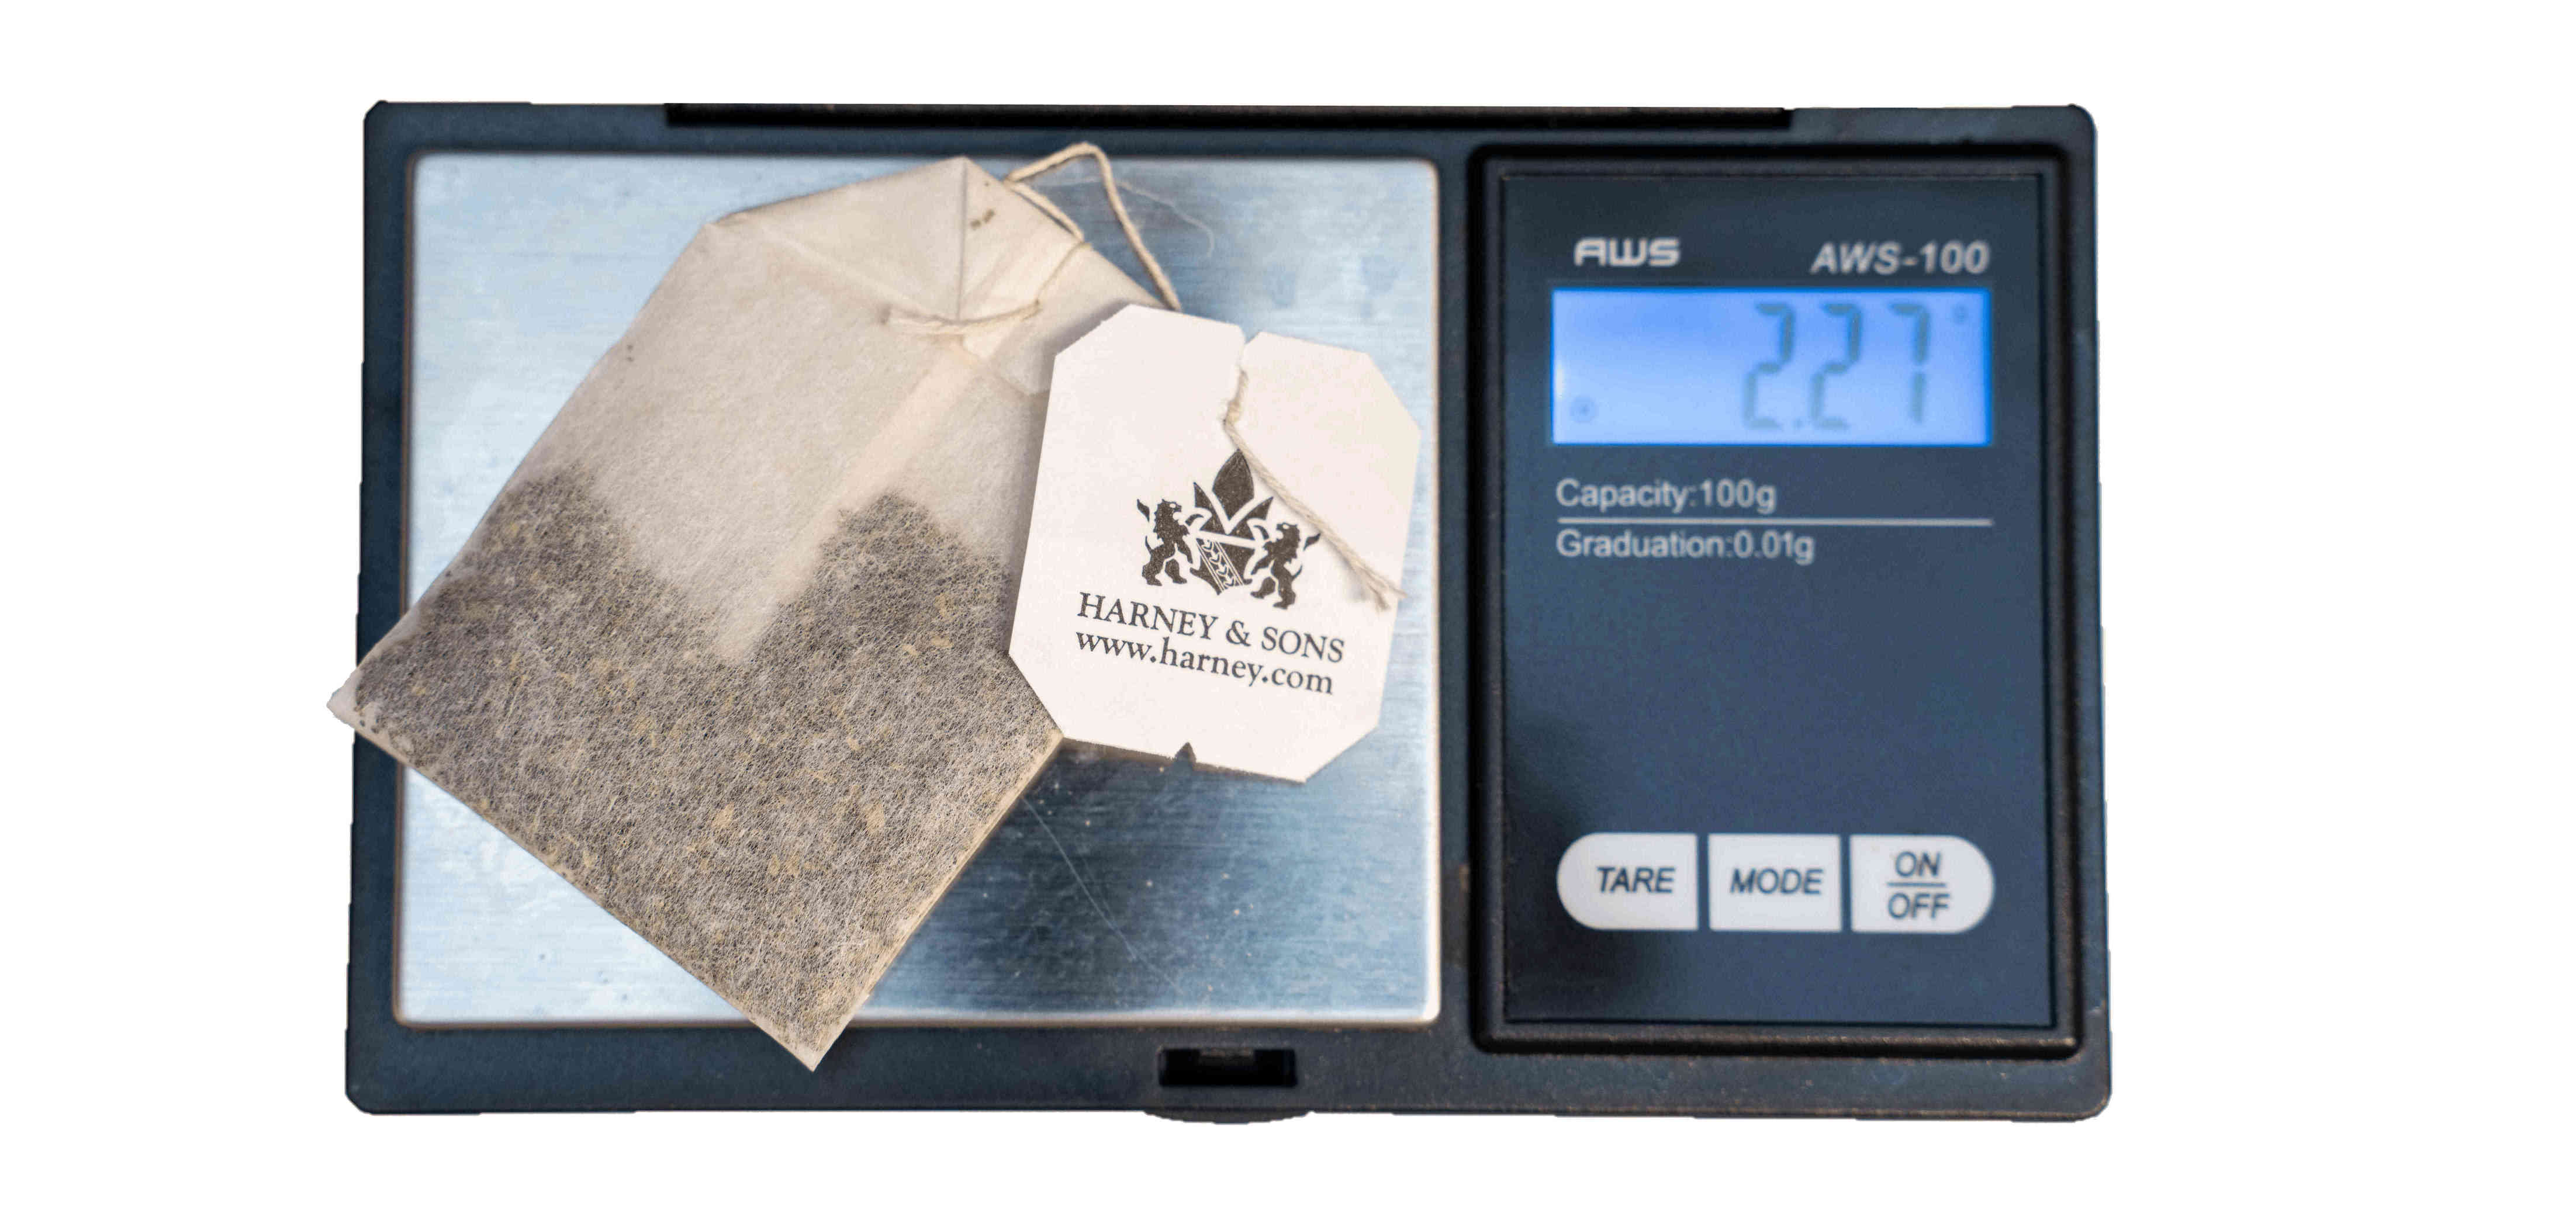 AWS AWS-100
2.27
Capacity:100g
Graduation:0.01g
TARE MODE ON
OFF
HARNEY & SONS
www.harney.com